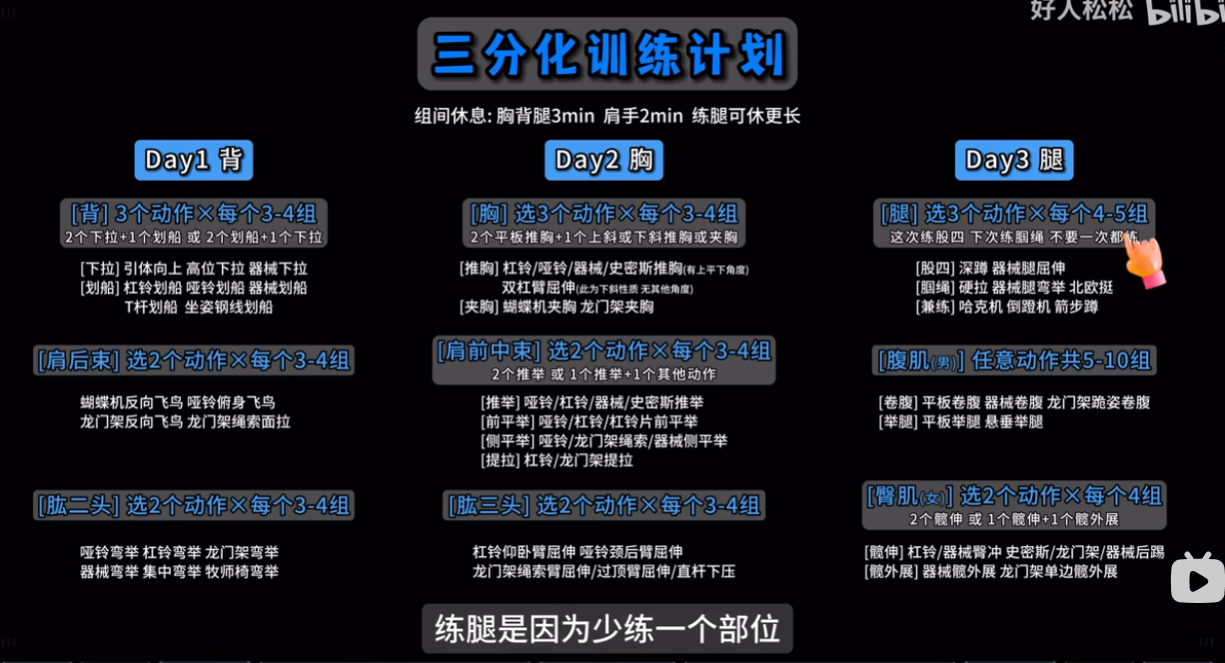 好人松松 bilibi
三分化训练计划
组间休息: 胸背腿3min 肩手2min 练腿可休更长
Day1 背
[背] 3个动作×每个3-4组
2个下拉+1个划船 或 2个划船+1个下拉
[下拉] 引体向上 高位下拉 器械下拉
[划船] 杠铃划船 哑铃划船 器械划船
T杆划船 坐姿钢线划船
[肩后束] 选2个动作×每个3-4组
蝴蝶机反向飞鸟 哑铃俯身飞鸟
龙门架反向飞鸟 龙门架绳索面拉
[肱二头] 选2个动作×每个3-4组
哑铃弯举 杠铃弯举 龙门架弯举
器械弯举 集中弯举 牧师椅弯举
Day2 胸
[胸] 选3个动作×每个3-4组
2个平板推胸+1个上斜或下斜推胸或夹胸
[推胸] 杠铃/哑铃/器械/史密斯推胸(有上平下角度)
双杠臂屈伸(此为下斜性质 无其他角度)
[夹胸] 蝴蝶机夹胸 龙门架夹胸
[肩前中束] 选2个动作×每个3-4组
2个推举 或 1个推举+1个其他动作
[推举] 哑铃/杠铃/器械/史密斯推举
[前平举] 哑铃/杠铃/杠铃片前平举
[侧平举] 哑铃/龙门架绳索/器械侧平举
[提拉] 杠铃/龙门架提拉
[肱三头] 选2个动作×每个3-4组
杠铃仰卧臂屈伸 哑铃颈后臂屈伸
龙门架绳索臂屈伸/过顶臂屈伸/直杆下压
Day3 腿
[腿] 选3个动作×每个4-5组
这次练股四 下次练腘绳 不要一次都练
[股四] 深蹲 器械腿屈伸
[腘绳] 硬拉 器械腿弯举 北欧挺
[兼练] 哈克机 倒蹬机 箭步蹲
[腹肌(男)] 任意动作共5-10组
[卷腹] 平板卷腹 器械卷腹 龙门架跪姿卷腹
[举腿] 平板举腿 悬垂举腿
[臀肌(女)] 选2个动作×每个4组
2个髋伸 或 1个髋伸+1个髋外展
[髋伸] 杠铃/器械臀冲 史密斯/龙门架/器械后踢
[髋外展] 器械髋外展 龙门架单边髋外展
练腿是因为少练一个部位